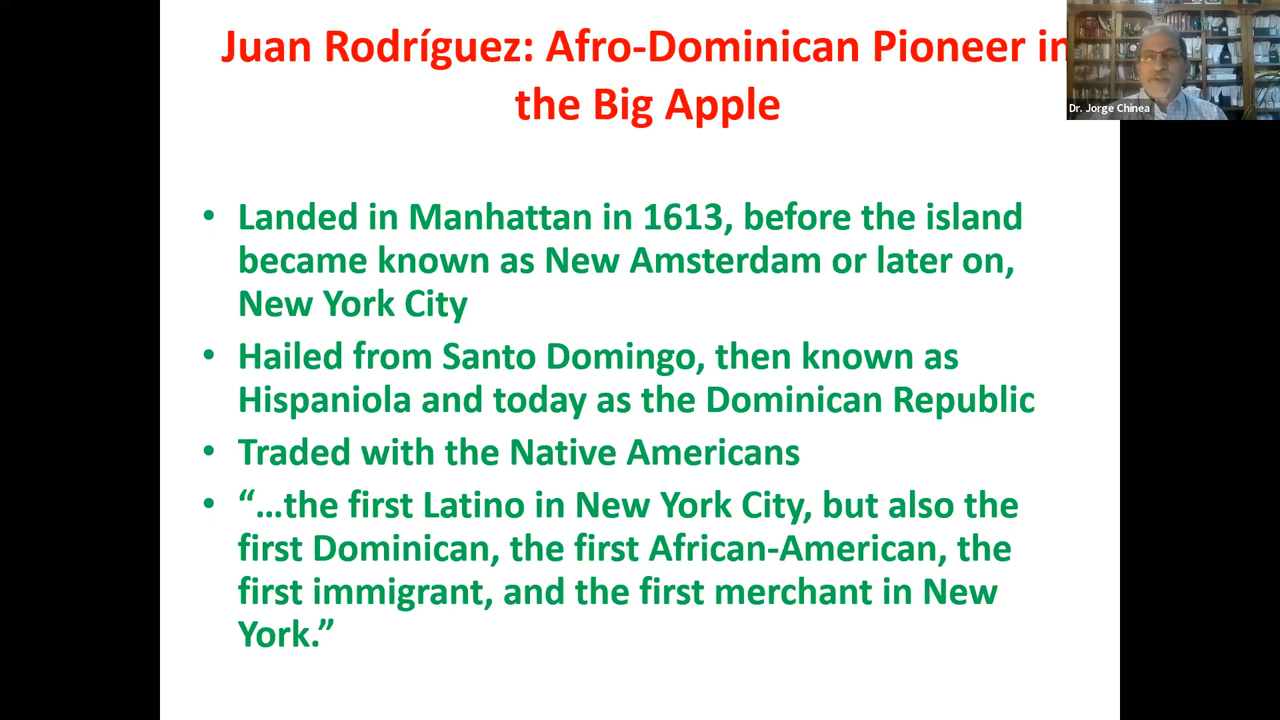 Juan Rodríguez: Afro-Dominican Pioneer in
the Big Apple
Dr. Jorge Chinea
• Landed in Manhattan in 1613, before the island
became known as New Amsterdam or later on,
New York City
• Hailed from Santo Domingo, then known as
Hispaniola and today as the Dominican Republic
• Traded with the Native Americans
• “…the first Latino in New York City, but also the
first Dominican, the first African-American, the
first immigrant, and the first merchant in New
York.”